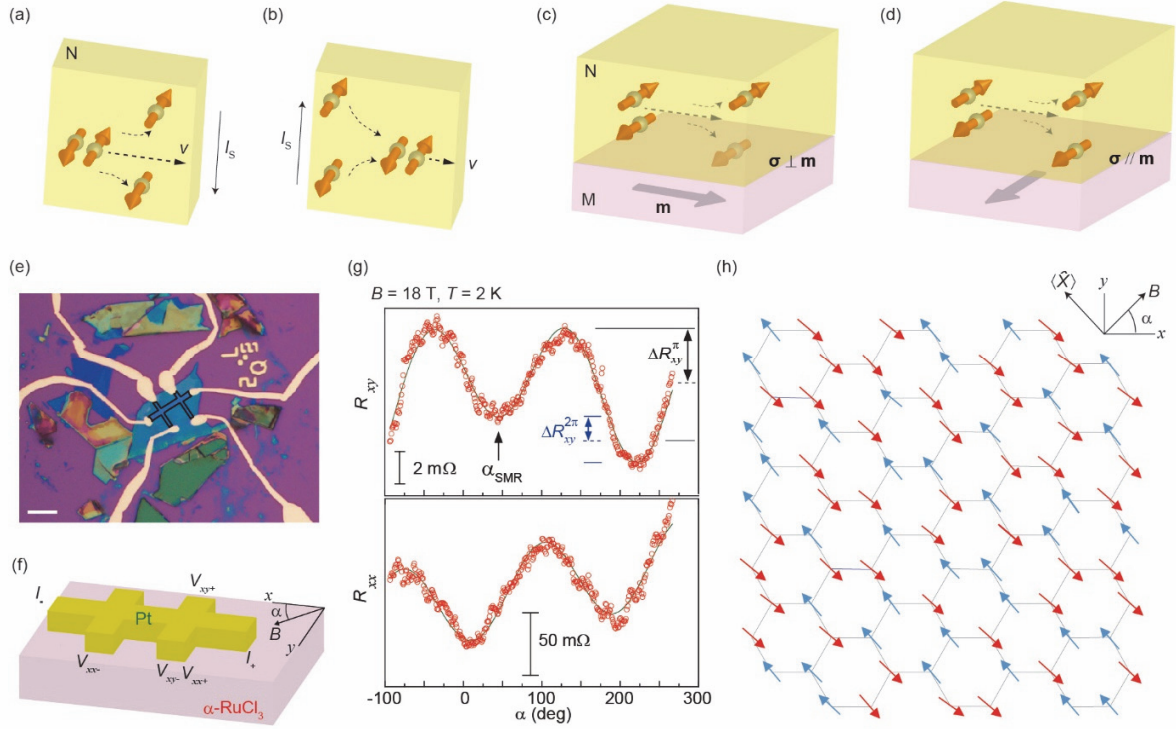 (a)
N
I_S
v
(b)
I_S
v
(c)
N
σ ⊥ m
M
m
(d)
σ // m
(e)
(f)
I_-
V_xy+
Pt
x
α
B
y
V_xx-
V_xy- V_xx+
I_+
α-RuCl₃
(g)
B = 18 T, T = 2 K
R_xy
ΔR_xy^π
ΔR_xy^2π
2 mΩ
α_SMR
R_xx
50 mΩ
-100 0 100 200 300
α (deg)
(h)
⟨X̂⟩
y
B
α
x